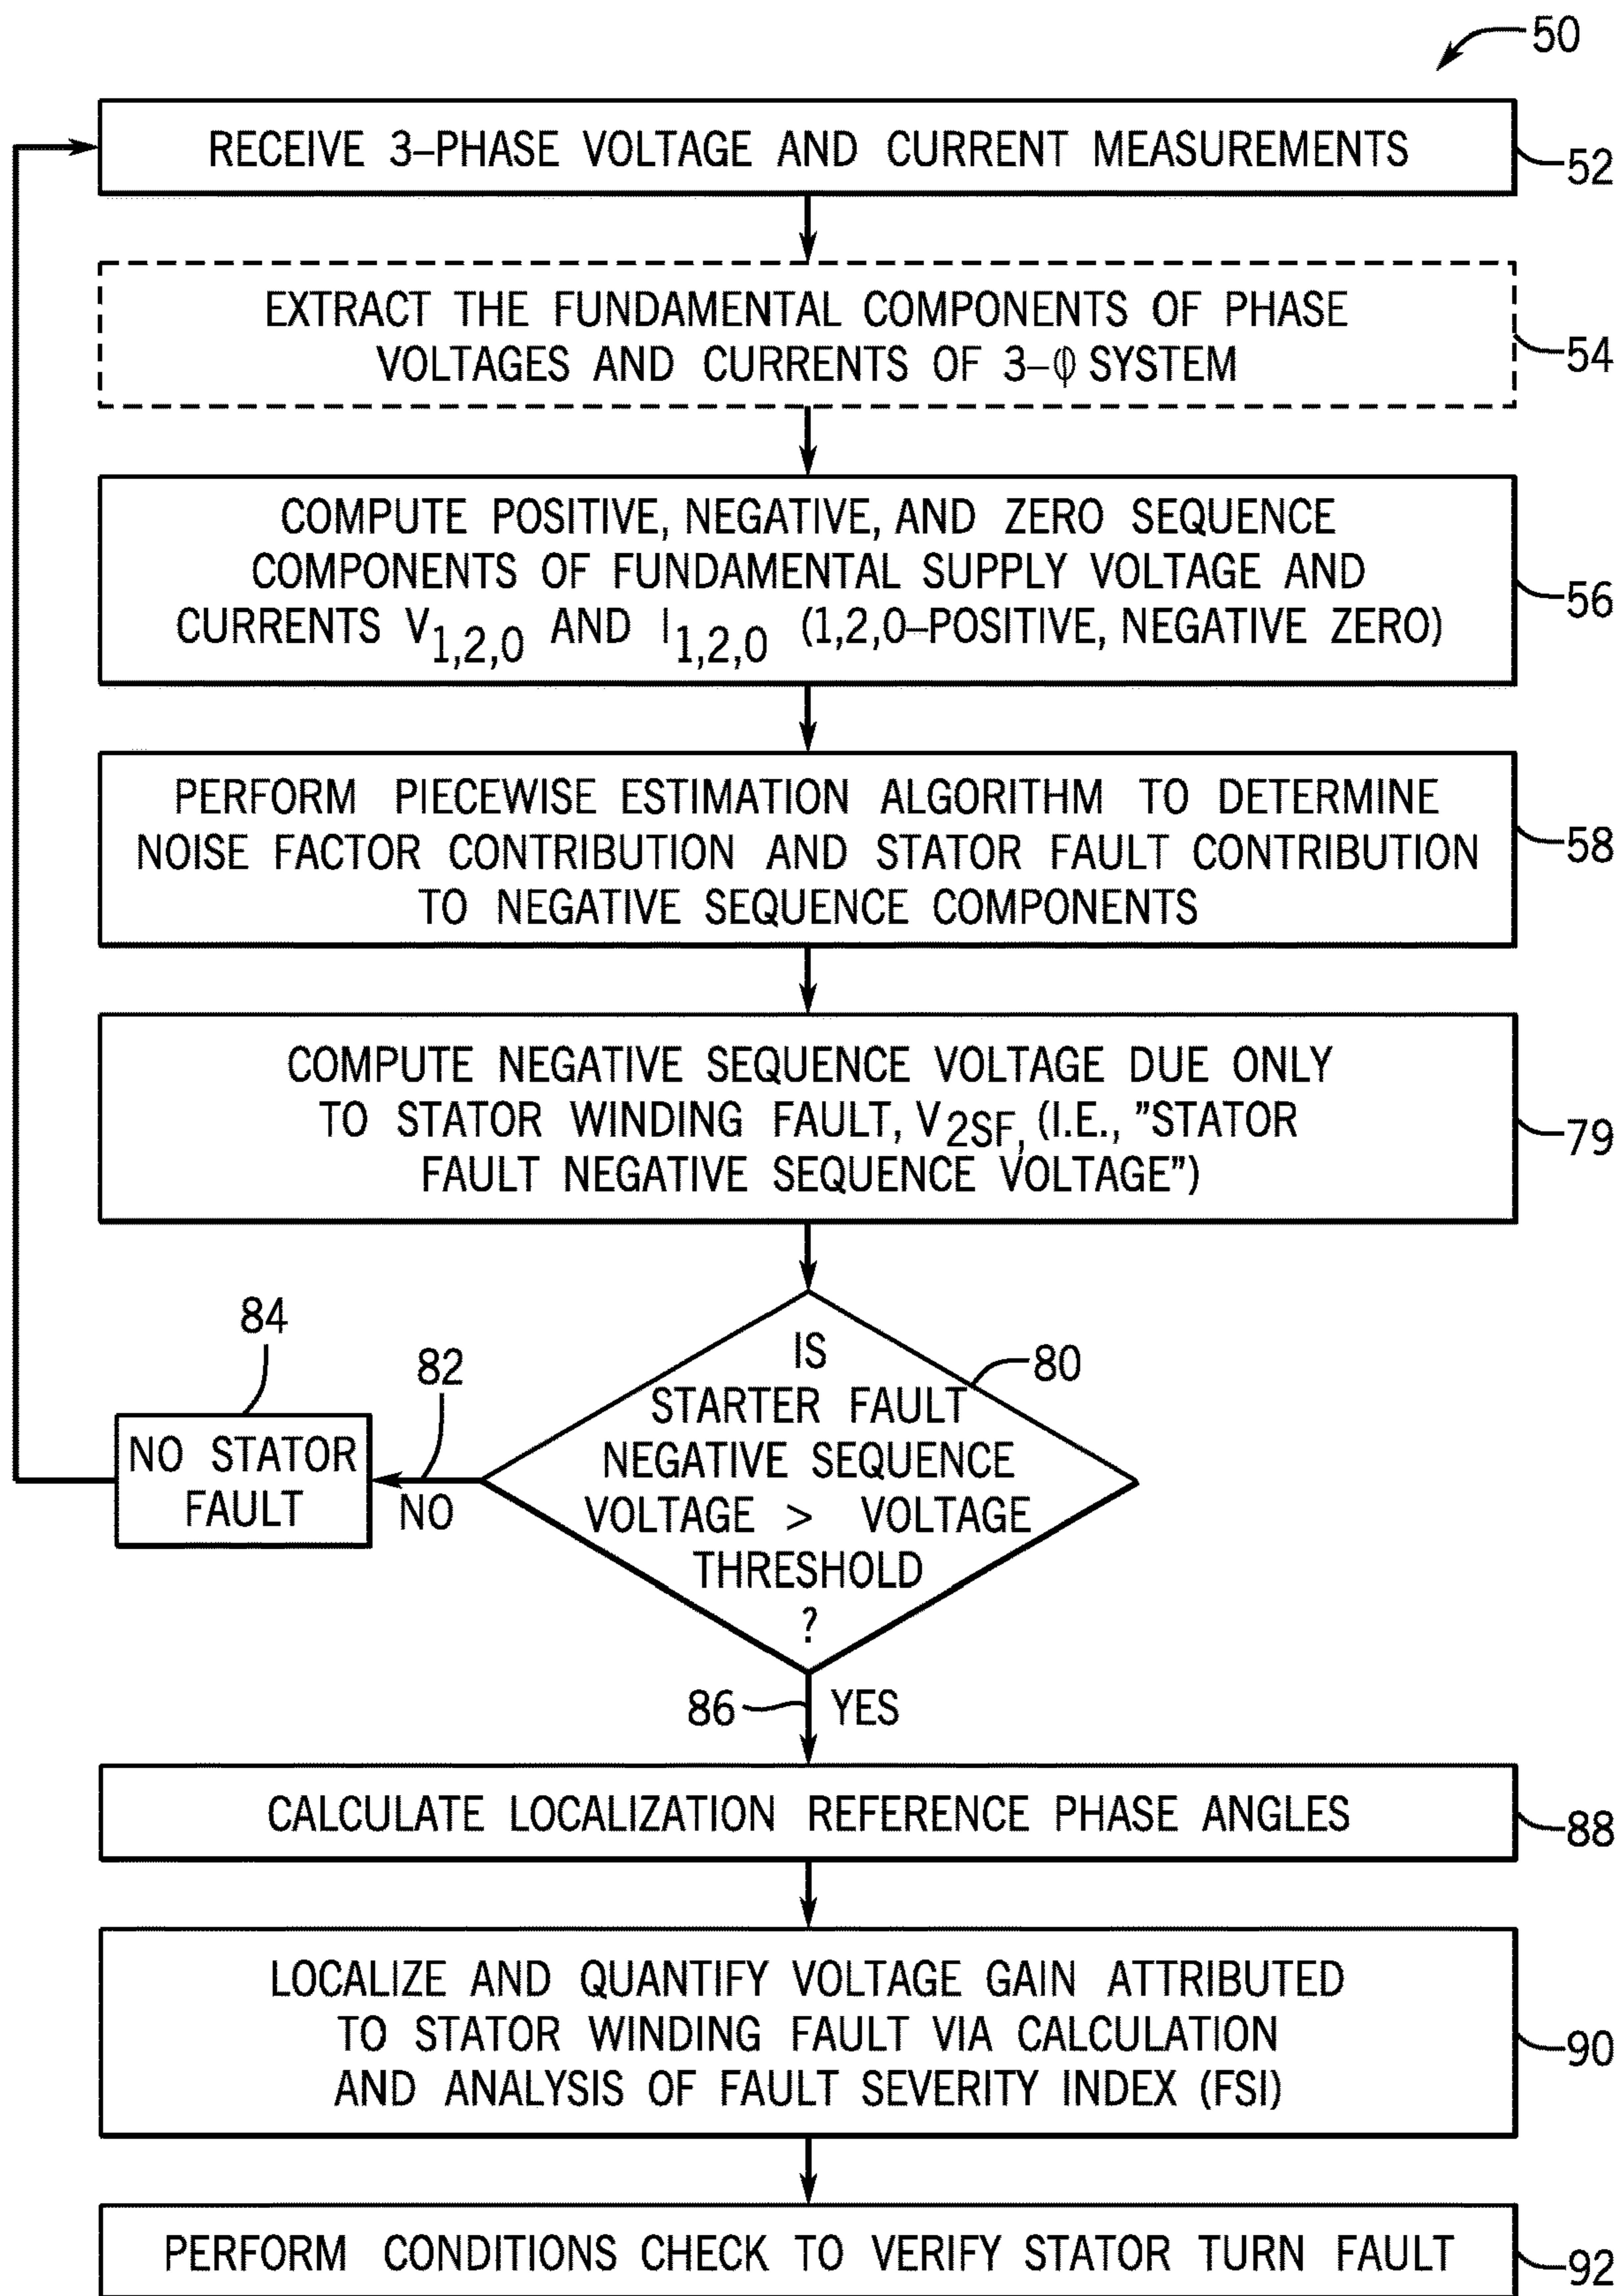 50
RECEIVE 3–PHASE VOLTAGE AND CURRENT MEASUREMENTS
52
EXTRACT THE FUNDAMENTAL COMPONENTS OF PHASE
VOLTAGES AND CURRENTS OF 3–φ SYSTEM
54
COMPUTE POSITIVE, NEGATIVE, AND ZERO SEQUENCE
COMPONENTS OF FUNDAMENTAL SUPPLY VOLTAGE AND
CURRENTS V1,2,0 AND I1,2,0 (1,2,0–POSITIVE, NEGATIVE ZERO)
56
PERFORM PIECEWISE ESTIMATION ALGORITHM TO DETERMINE
NOISE FACTOR CONTRIBUTION AND STATOR FAULT CONTRIBUTION
TO NEGATIVE SEQUENCE COMPONENTS
58
COMPUTE NEGATIVE SEQUENCE VOLTAGE DUE ONLY
TO STATOR WINDING FAULT, V2SF, (I.E., ”STATOR
FAULT NEGATIVE SEQUENCE VOLTAGE”)
79
IS
STARTER FAULT
NEGATIVE SEQUENCE
VOLTAGE > VOLTAGE
THRESHOLD
?
80
82
NO
84
NO STATOR
FAULT
86
YES
CALCULATE LOCALIZATION REFERENCE PHASE ANGLES
88
LOCALIZE AND QUANTIFY VOLTAGE GAIN ATTRIBUTED
TO STATOR WINDING FAULT VIA CALCULATION
AND ANALYSIS OF FAULT SEVERITY INDEX (FSI)
90
PERFORM CONDITIONS CHECK TO VERIFY STATOR TURN FAULT
92